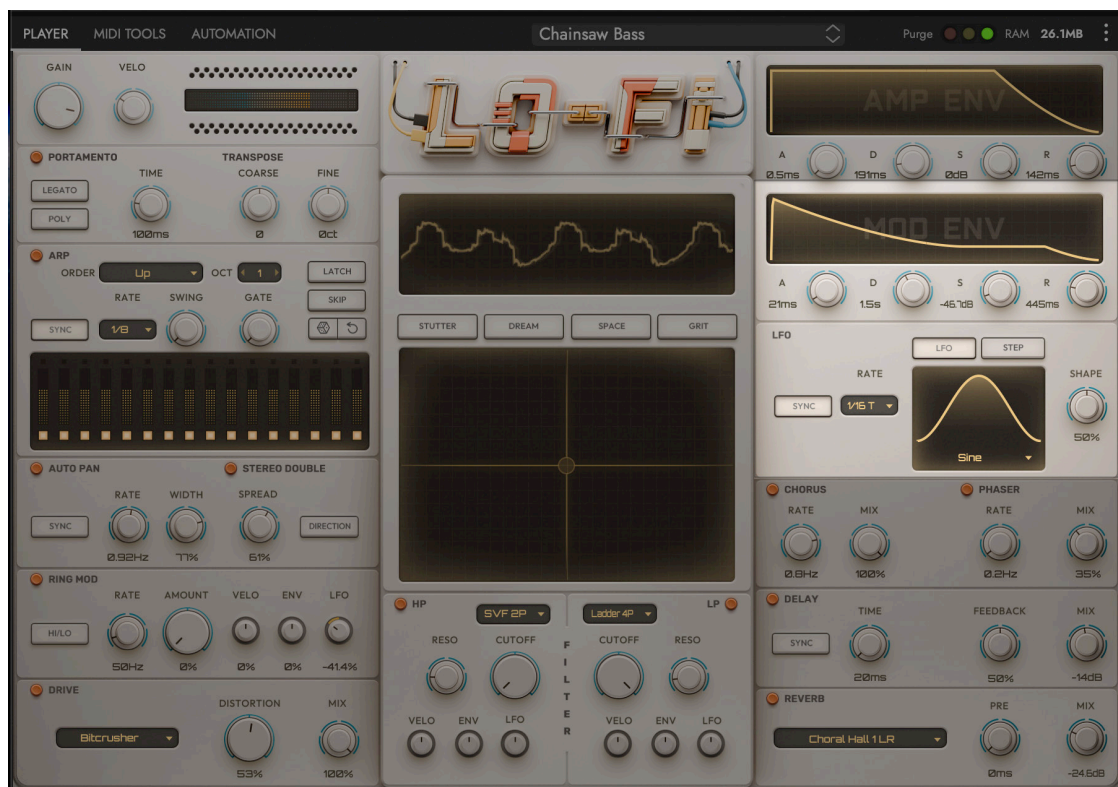 PLAYER MIDI TOOLS AUTOMATION Chainsaw Bass Purge RAM 26.1MB
GAIN VELO
PORTAMENTO TRANSPOSE
LEGATO
POLY
TIME COARSE FINE
100ms 0 0ct
ARP
ORDER Up OCT 1 LATCH
RATE SWING GATE SKIP
SYNC 1/8
AUTO PAN STEREO DOUBLE
RATE WIDTH SPREAD
SYNC DIRECTION
0.92Hz 77% 61%
RING MOD
RATE AMOUNT VELO ENV LFO
HI/LO
50Hz 0% 0% 0% -41.4%
DRIVE
DISTORTION MIX
Bitcrusher
53% 100%
LO-FI
STUTTER DREAM SPACE GRIT
HP SVF 2P Ladder 4P LP
RESO CUTOFF CUTOFF RESO
FILTER
VELO ENV LFO VELO ENV LFO
AMP ENV
A D S R
0.5ms 191ms 0dB 142ms
MOD ENV
A D S R
21ms 1.5s -46.7dB 445ms
LFO
LFO STEP
RATE SHAPE
SYNC 1/16 T
50%
Sine
CHORUS PHASER
RATE MIX RATE MIX
0.8Hz 100% 0.2Hz 35%
DELAY
TIME FEEDBACK MIX
SYNC
20ms 50% -14dB
REVERB
PRE MIX
Choral Hall 1 LR
0ms -24.6dB